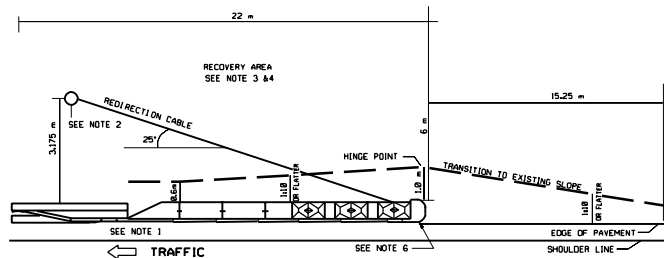 22 m
RECOVERY AREA
SEE NOTE 3 &4
15.25 m
REDIRECTION CABLE
SEE NOTE 2
3.175 m
25°
6 m
HINGE POINT
TRANSITION TO EXISTING SLOPE
0.6m
1:10
OR FLATTER
1.0 m
1:10
OR FLATTER
SEE NOTE 1
EDGE OF PAVEMENT
TRAFFIC
SEE NOTE 6
SHOULDER LINE